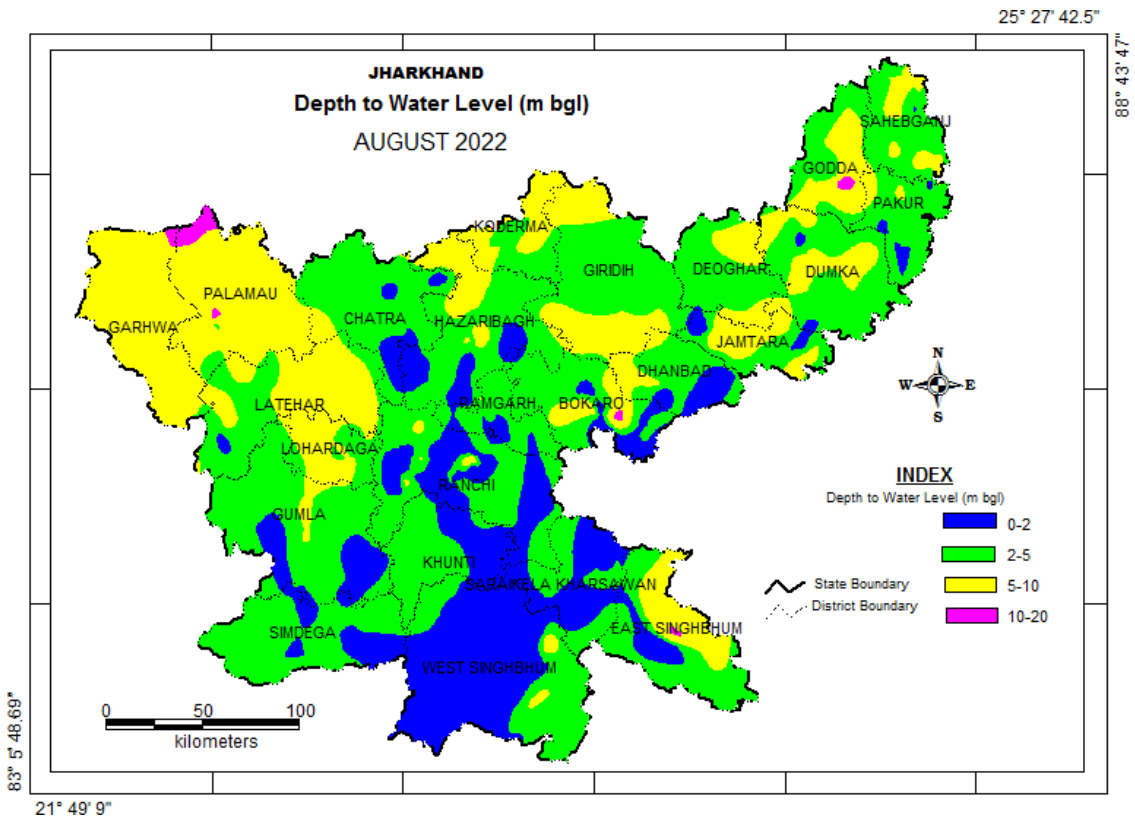 25° 27' 42.5"
88° 43' 47"
JHARKHAND
Depth to Water Level (m bgl)
AUGUST 2022
SAHEBGANJ
GODDA
PAKUR
KODERMA
GIRIDIH
DEOGHAR
DUMKA
PALAMAU
GARHWA
CHATRA
HAZARIBAGH
JAMTARA
DHANBAD
LATEHAR
RAMGARH
BOKARO
LOHARDAGA
RANCHI
GUMLA
KHUNTI
SARAIKELA KHARSAWAN
SIMDEGA
EAST SINGHBHUM
WEST SINGHBHUM
N
W E
S
INDEX
Depth to Water Level (m bgl)
0-2
2-5
5-10
10-20
State Boundary
District Boundary
0 50 100
kilometers
83° 5' 48.69"
21° 49' 9"